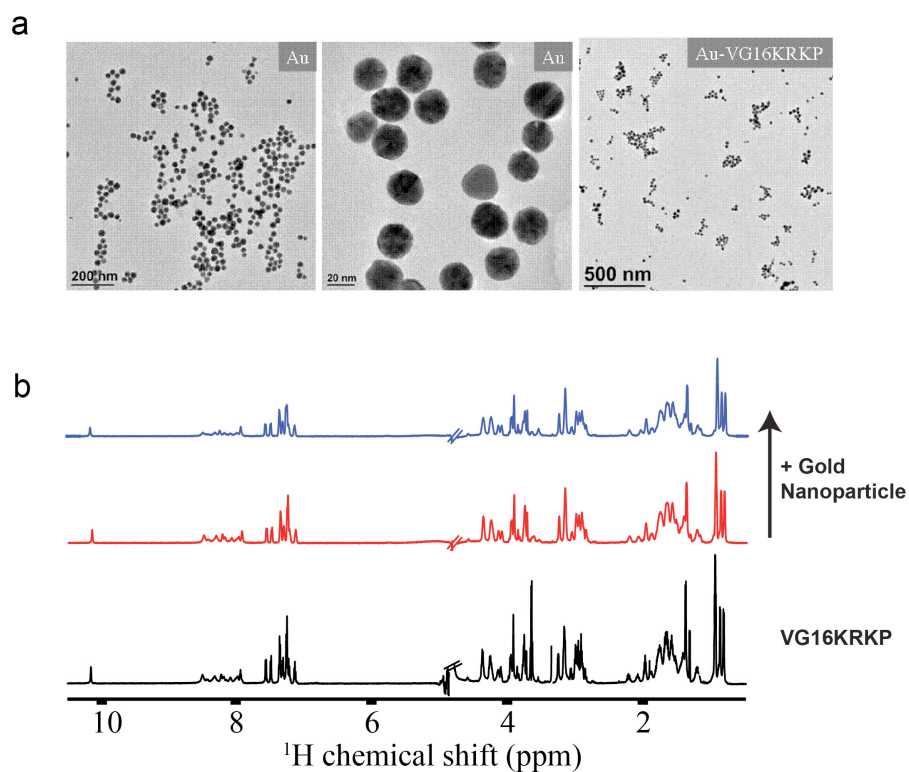 a
Au
Au
Au-VG16KRKP
200 nm
20 nm
500 nm
b
+ Gold
Nanoparticle
VG16KRKP
10 8 6 4 2
¹H chemical shift (ppm)